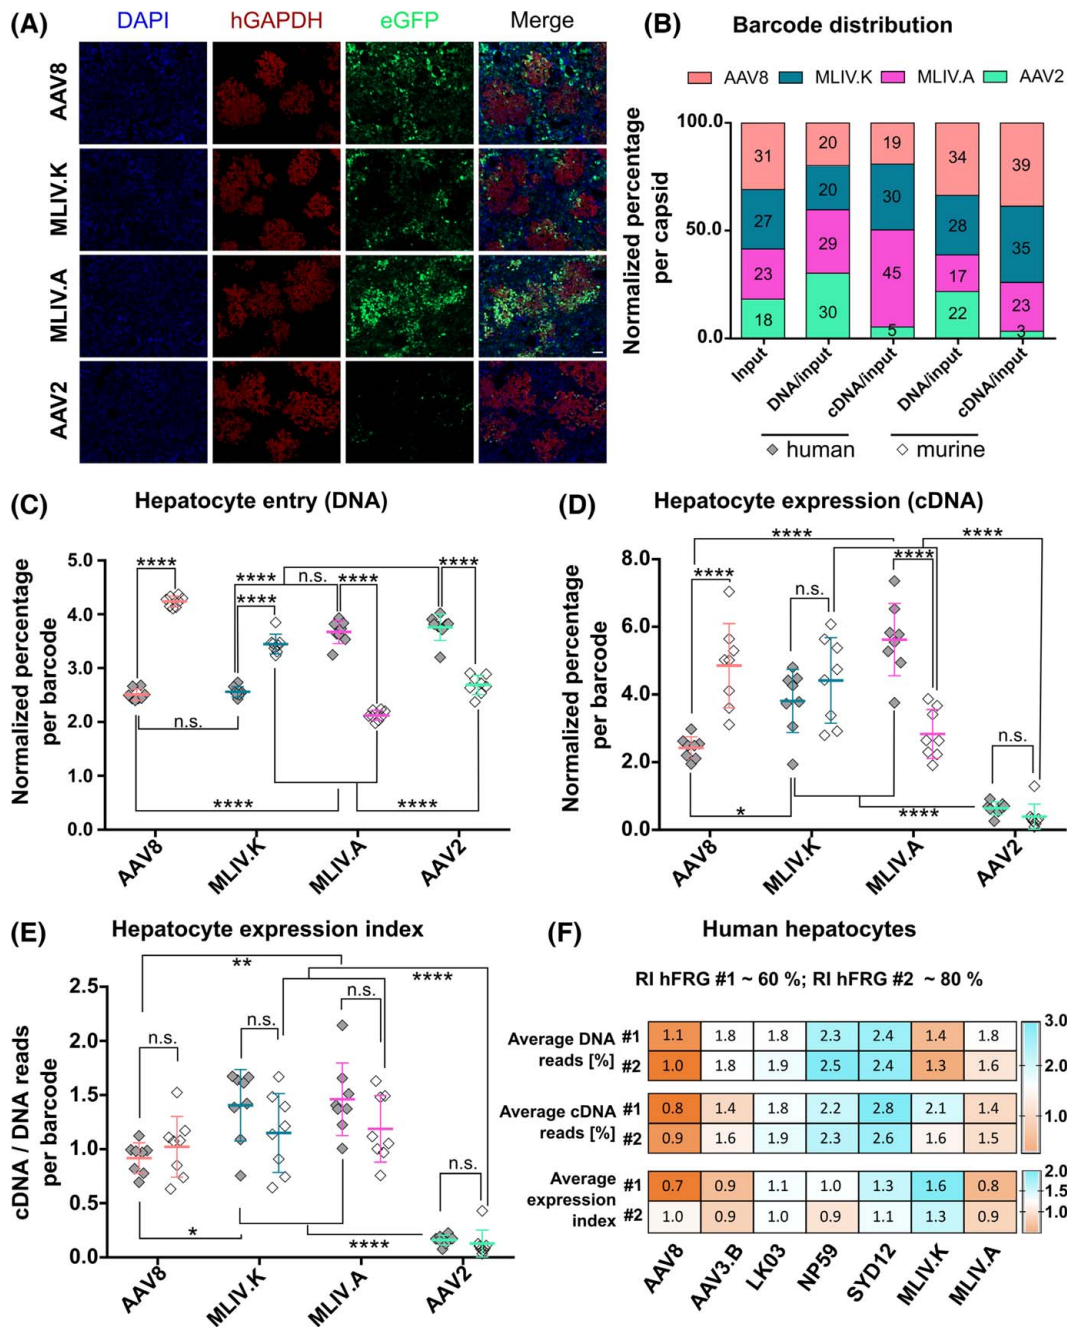 (A)
DAPI hGAPDH eGFP Merge
AAV8
MLIV.K
MLIV.A
AAV2
(B) Barcode distribution
AAV8 MLIV.K MLIV.A AAV2
Normalized percentage
per capsid
100.0
50.0
0.0
31 20 19 34 39
27 20 30 28 35
23 29 45 17 23
18 30 5 22 3
Input DNA/input cDNA/input DNA/input cDNA/input
human murine
(C) Hepatocyte entry (DNA)
Normalized percentage
per barcode
5.0
4.0
3.0
2.0
1.0
0.0
**** **** n.s. **** ****
****
n.s.
**** ****
AAV8 MLIV.K MLIV.A AAV2
(D) Hepatocyte expression (cDNA)
Normalized percentage
per barcode
8.0
6.0
4.0
2.0
0.0
**** ****
**** n.s. ****
n.s.
* ****
AAV8 MLIV.K MLIV.A AAV2
(E) Hepatocyte expression index
cDNA / DNA reads
per barcode
2.5
2.0
1.5
1.0
0.5
0.0
** ****
n.s. n.s. n.s.
n.s.
* ****
AAV8 MLIV.K MLIV.A AAV2
(F) Human hepatocytes
RI hFRG #1 ~ 60 %; RI hFRG #2 ~ 80 %
Average DNA
reads [%]
#1 1.1 1.8 1.8 2.3 2.4 1.4 1.8
#2 1.0 1.8 1.9 2.5 2.4 1.3 1.6
Average cDNA
reads [%]
#1 0.8 1.4 1.8 2.2 2.8 2.1 1.4
#2 0.9 1.6 1.9 2.3 2.6 1.6 1.5
3.0
2.0
1.0
Average
expression
index
#1 0.7 0.9 1.1 1.0 1.3 1.6 0.8
#2 1.0 0.9 1.0 0.9 1.1 1.3 0.9
2.0
1.5
1.0
AAV8 AAV3.B LK03 NP59 SYD12 MLIV.K MLIV.A